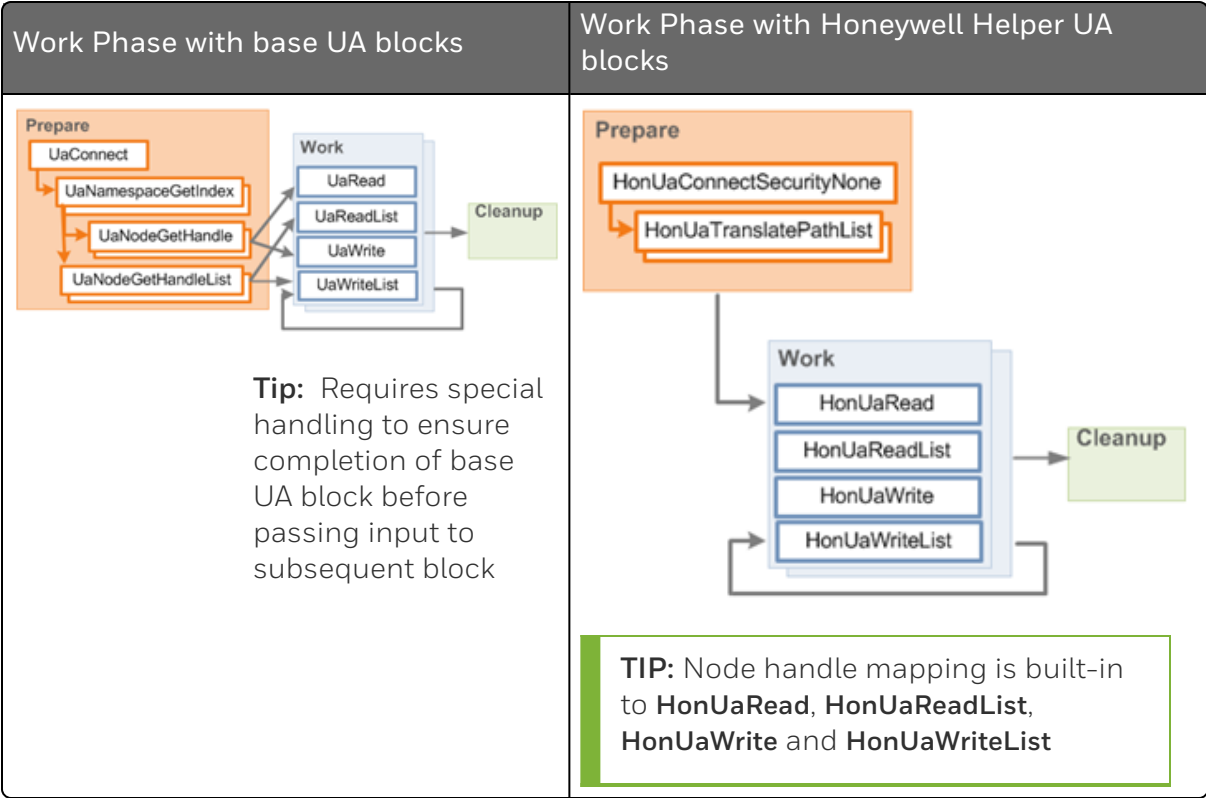 Work Phase with base UA blocks
Work Phase with Honeywell Helper UA
blocks
Prepare
UaConnect
UaNamespaceGetIndex
UaNodeGetHandle
UaNodeGetHandleList
Work
UaRead
UaReadList
UaWrite
UaWriteList
Cleanup
Tip: Requires special
handling to ensure
completion of base
UA block before
passing input to
subsequent block
Prepare
HonUaConnectSecurityNone
HonUaTranslatePathList
Work
HonUaRead
HonUaReadList
HonUaWrite
HonUaWriteList
Cleanup
TIP: Node handle mapping is built-in
to HonUaRead, HonUaReadList,
HonUaWrite and HonUaWriteList